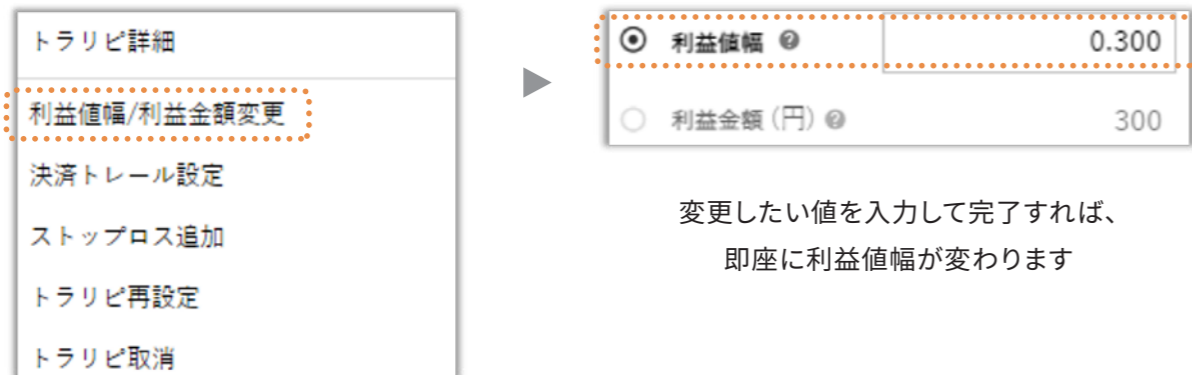 トラリピ詳細
利益値幅/利益金額変更
決済トレール設定
ストップロス追加
トラリピ再設定
トラリピ取消
利益値幅 ? 0.300
利益金額(円) ? 300
変更したい値を入力して完了すれば、
即座に利益値幅が変わります